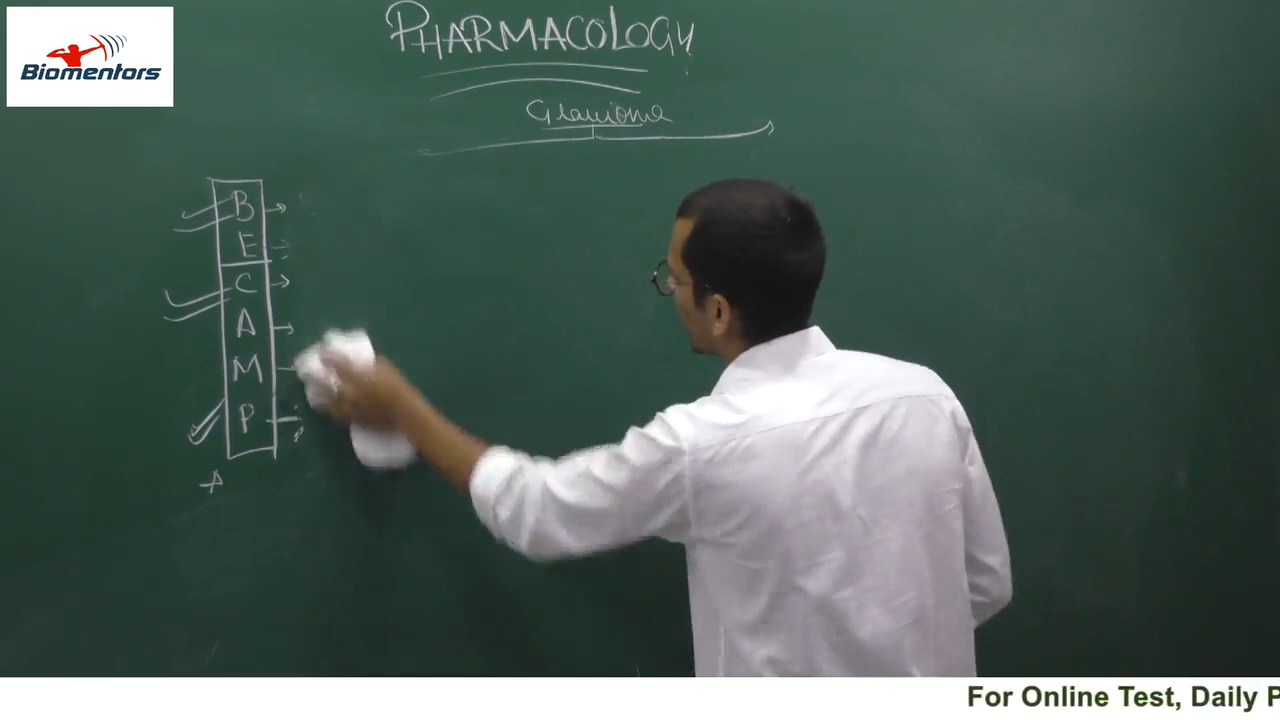 Biomentors
PHARMACOLOGY
Glaucoma
B
E
C
A
M
P
For Online Test, Daily P